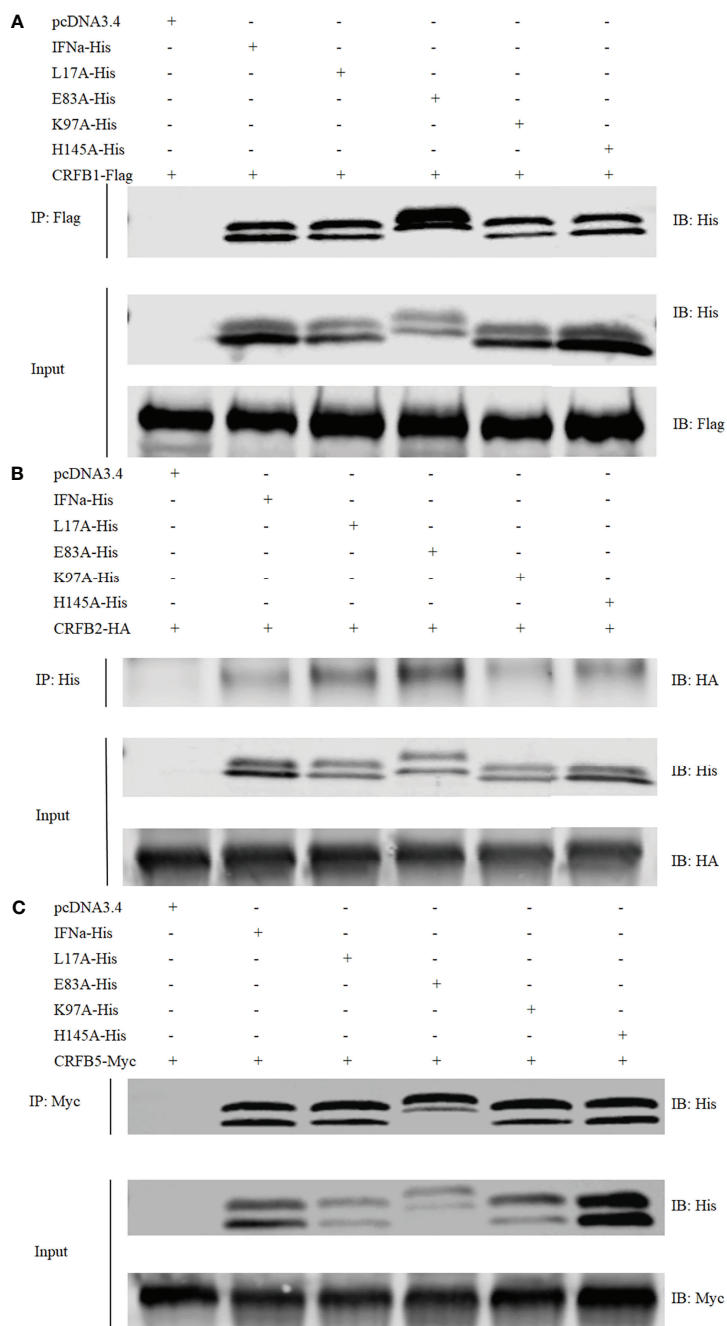 A pcDNA3.4 + - - - - -
IFNa-His - + - - - -
L17A-His - - + - - -
E83A-His - - - + - -
K97A-His - - - - + -
H145A-His - - - - - +
CRFB1-Flag + + + + + +
IP: Flag IB: His
IB: His
Input
IB: Flag
B pcDNA3.4 + - - - - -
IFNa-His - + - - - -
L17A-His - - + - - -
E83A-His - - - + - -
K97A-His - - - - + -
H145A-His - - - - - +
CRFB2-HA + + + + + +
IP: His IB: HA
IB: His
Input
IB: HA
C pcDNA3.4 + - - - - -
IFNa-His - + - - - -
L17A-His - - + - - -
E83A-His - - - + - -
K97A-His - - - - + -
H145A-His - - - - - +
CRFB5-Myc + + + + + +
IP: Myc IB: His
IB: His
Input
IB: Myc